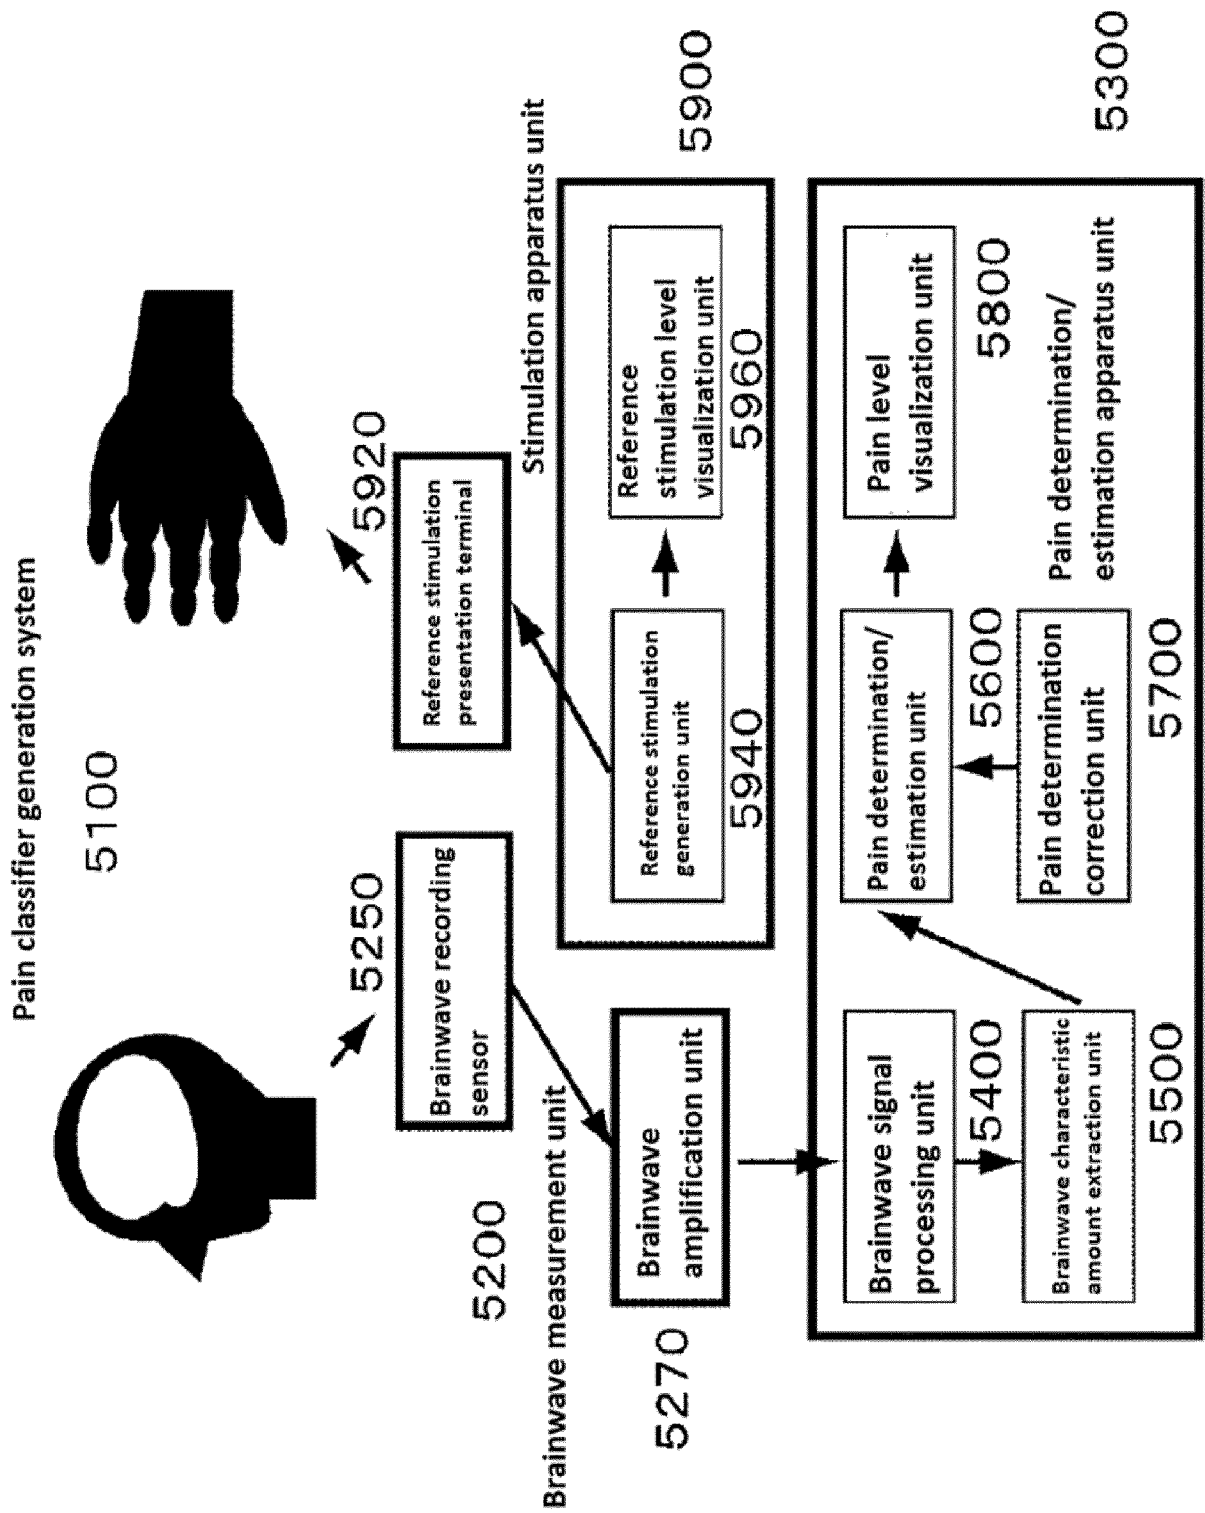 Pain classifier generation system
5100
5250
5920
Brainwave recording
sensor
Reference stimulation
presentation terminal
5200
Brainwave measurement unit
Stimulation apparatus unit
5270
Brainwave
amplification unit
Reference stimulation
generation unit
5940
Reference
stimulation level
visualization unit
5960
5900
Brainwave signal
processing unit
5400
Pain determination/
estimation unit
5600
Pain level
visualization unit
5800
Brainwave characteristic
amount extraction unit
5500
Pain determination
correction unit
5700
Pain determination/
estimation apparatus unit
5300